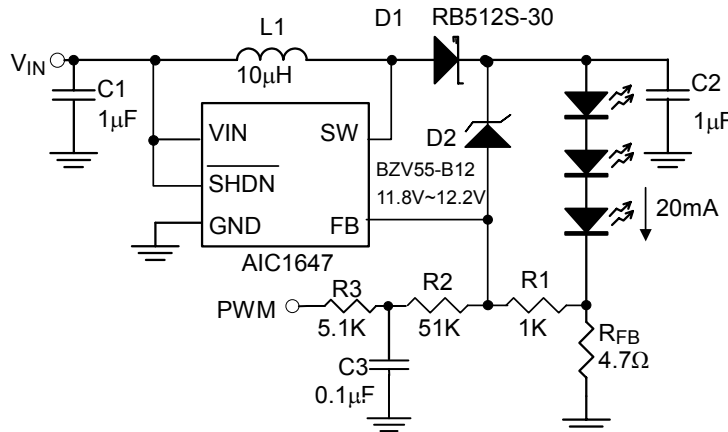 D1
RB512S-30
L1
VIN
10μH
C1
1μF
C2
1μF
VIN
SW
D2
BZV55-B12
SHDN
11.8V~12.2V
GND
FB
20mA
AIC1647
R3
R2
R1
PWM
5.1K
51K
1K
RFB
4.7Ω
C3
0.1μF